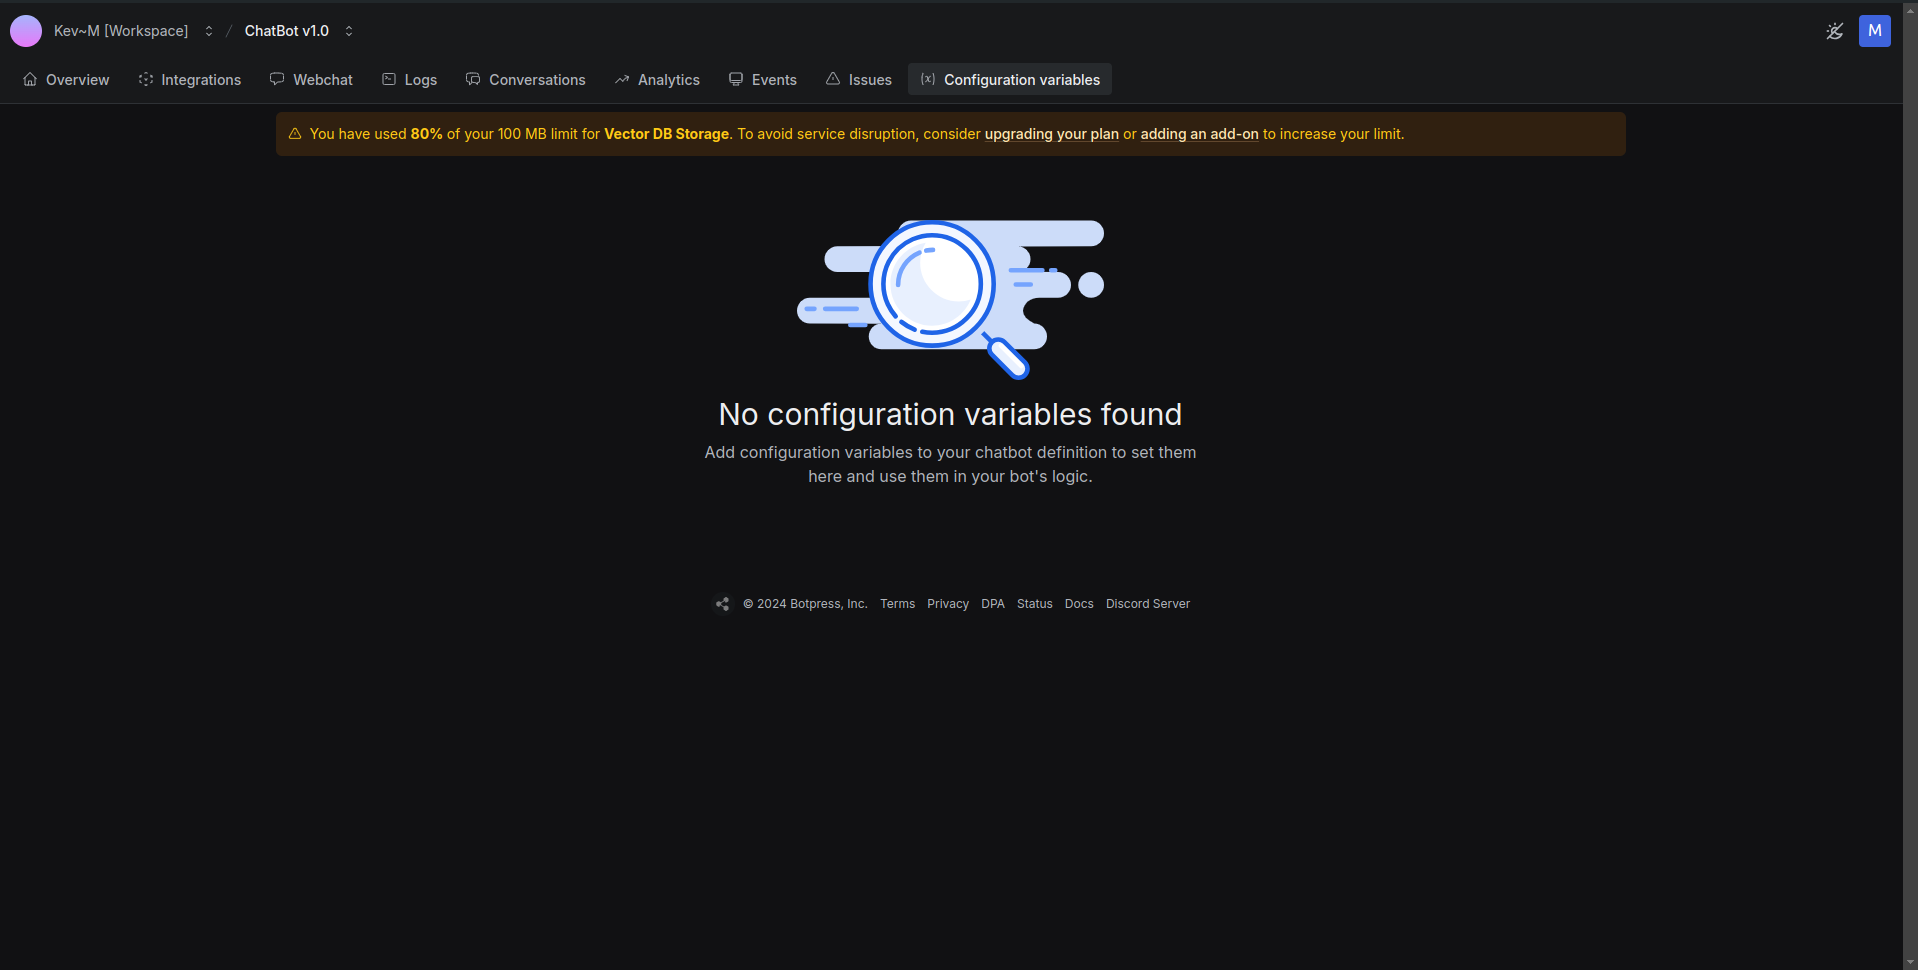 Kev~M [Workspace] / ChatBot v1.0 M
Overview Integrations Webchat Logs Conversations Analytics Events Issues (x) Configuration variables
You have used 80% of your 100 MB limit for Vector DB Storage. To avoid service disruption, consider upgrading your plan or adding an add-on to increase your limit.
No configuration variables found
Add configuration variables to your chatbot definition to set them
here and use them in your bot's logic.
© 2024 Botpress, Inc. Terms Privacy DPA Status Docs Discord Server